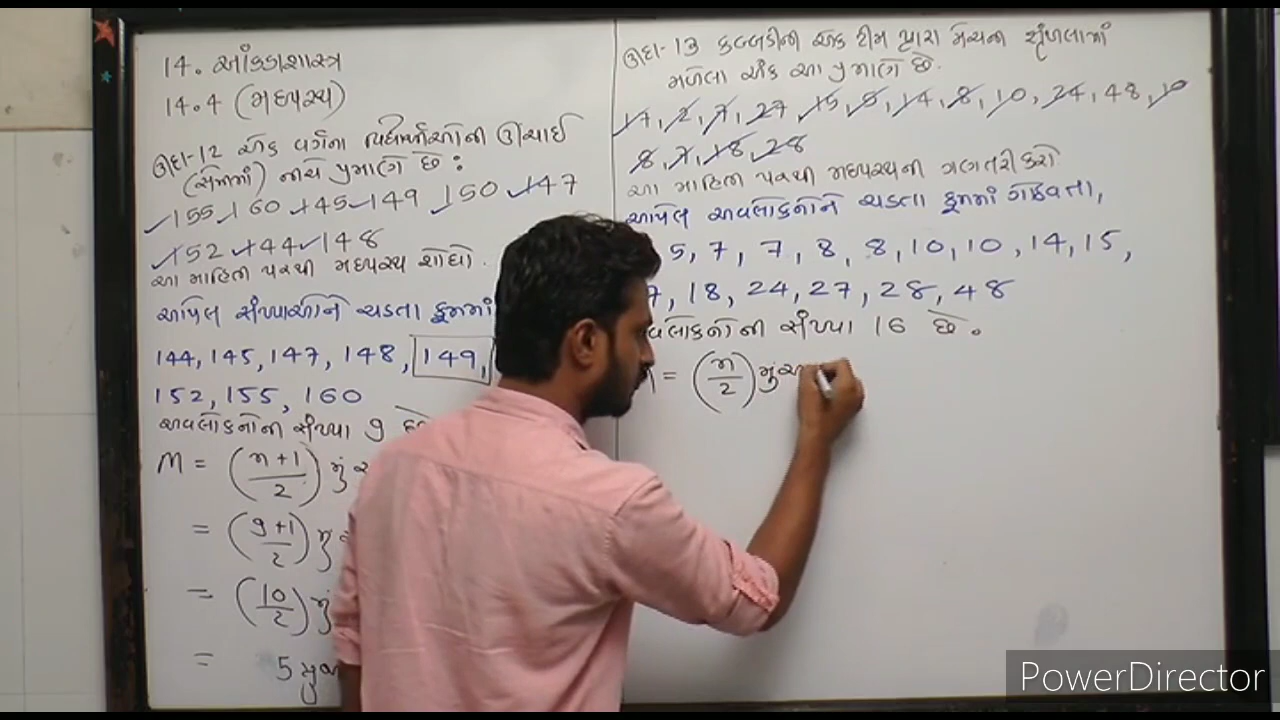 14. આંકડાશાસ્ત્ર
14.4 (મધ્યસ્થ)
ઉદા-12 એક વર્ગના વિદ્યાર્થીઓની ઊંચાઈ
(સેમીમાં) નીચે પ્રમાણે છે :
155, 160, 145, 149, 150, 147
152, 144, 148
આ માહિતી પરથી મધ્યસ્થ શોધો.
આપેલ સંખ્યાઓને ચડતા ક્રમમાં
144, 145, 147, 148, 149,
152, 155, 160
અવલોકનોની સંખ્યા 9
M = (n+1/2) મું
= (9+1/2) મું
= (10/2) મું
= 5 મું
ઉદા-13 કબડ્ડીની એક ટીમ દ્વારા મેચની શૃંખલામાં
મળેલા અંક આ પ્રમાણે છે.
17, 2, 7, 27, 15, 5, 14, 8, 10, 24, 48, 10
8, 7, 18, 28
આ માહિતી પરથી મધ્યસ્થની ગણતરી કરો.
આપેલ અવલોકનોને ચડતા ક્રમમાં ગોઠવતા,
5, 7, 7, 8, 8, 10, 10, 14, 15,
7, 18, 24, 27, 28, 48
વલોકનોની સંખ્યા 16 છે.
= (n/2) મું અ
PowerDirector